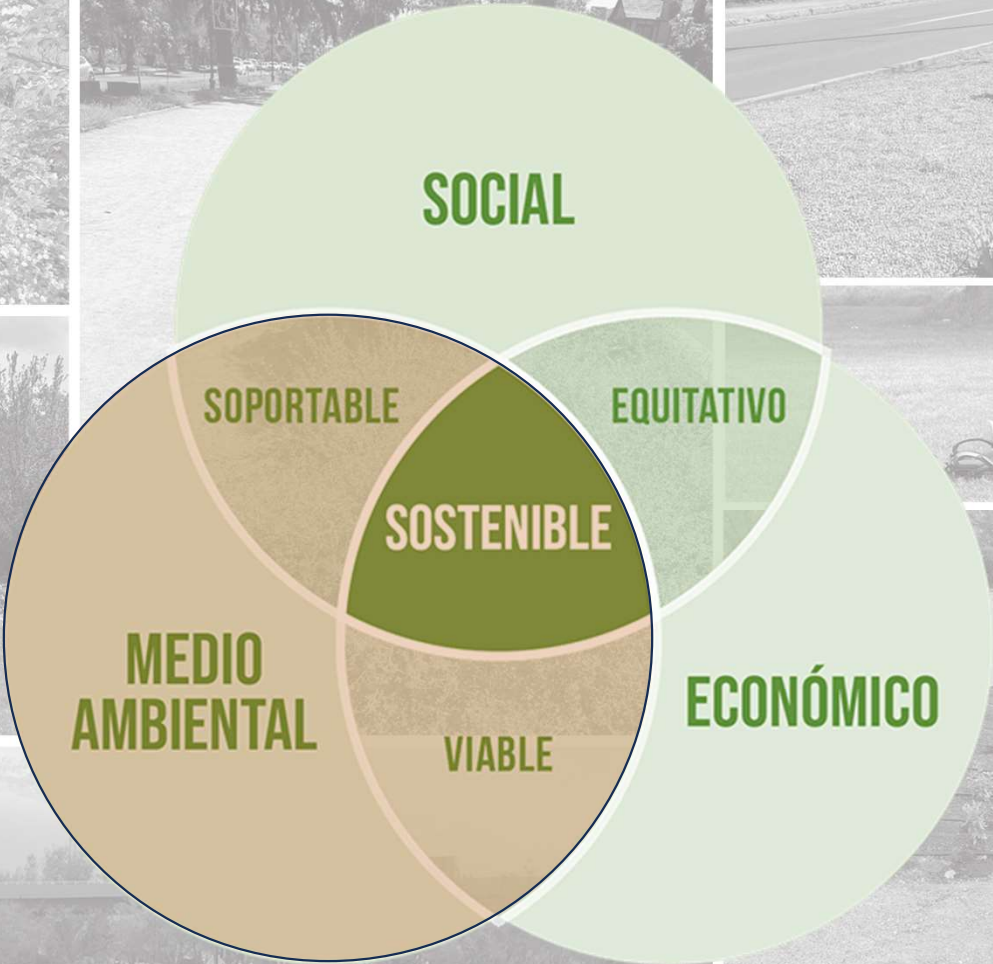 SOCIAL
SOPORTABLE
EQUITATIVO
SOSTENIBLE
MEDIO
AMBIENTAL
ECONÓMICO
VIABLE